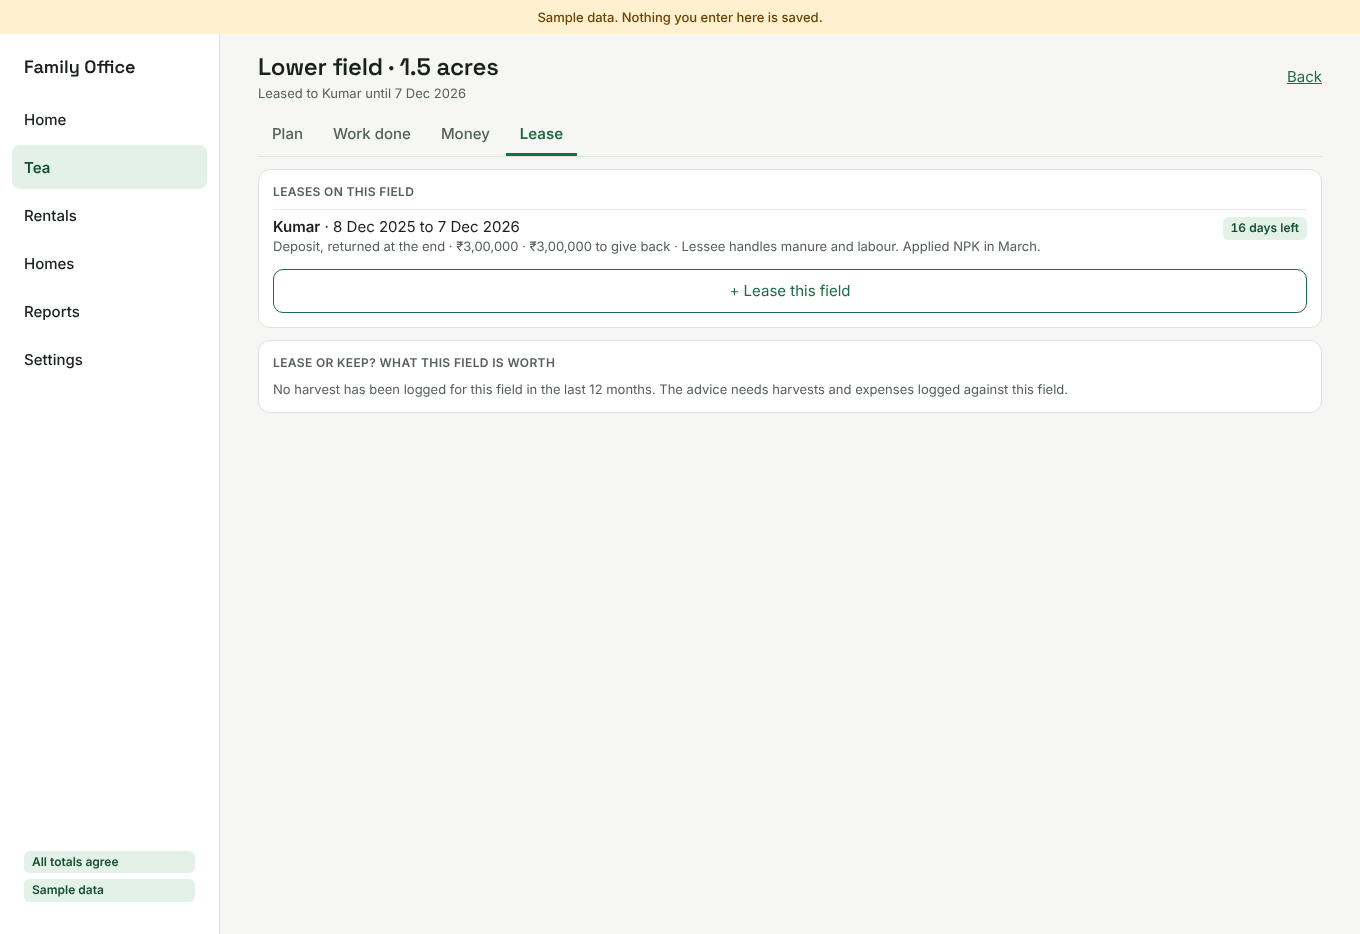 Sample data. Nothing you enter here is saved.
Family Office
Home
Tea
Rentals
Homes
Reports
Settings
All totals agree
Sample data
Lower field · 1.5 acres
Leased to Kumar until 7 Dec 2026
Back
Plan
Work done
Money
Lease
LEASES ON THIS FIELD
Kumar · 8 Dec 2025 to 7 Dec 2026
16 days left
Deposit, returned at the end · ₹3,00,000 · ₹3,00,000 to give back · Lessee handles manure and labour. Applied NPK in March.
+ Lease this field
LEASE OR KEEP? WHAT THIS FIELD IS WORTH
No harvest has been logged for this field in the last 12 months. The advice needs harvests and expenses logged against this field.